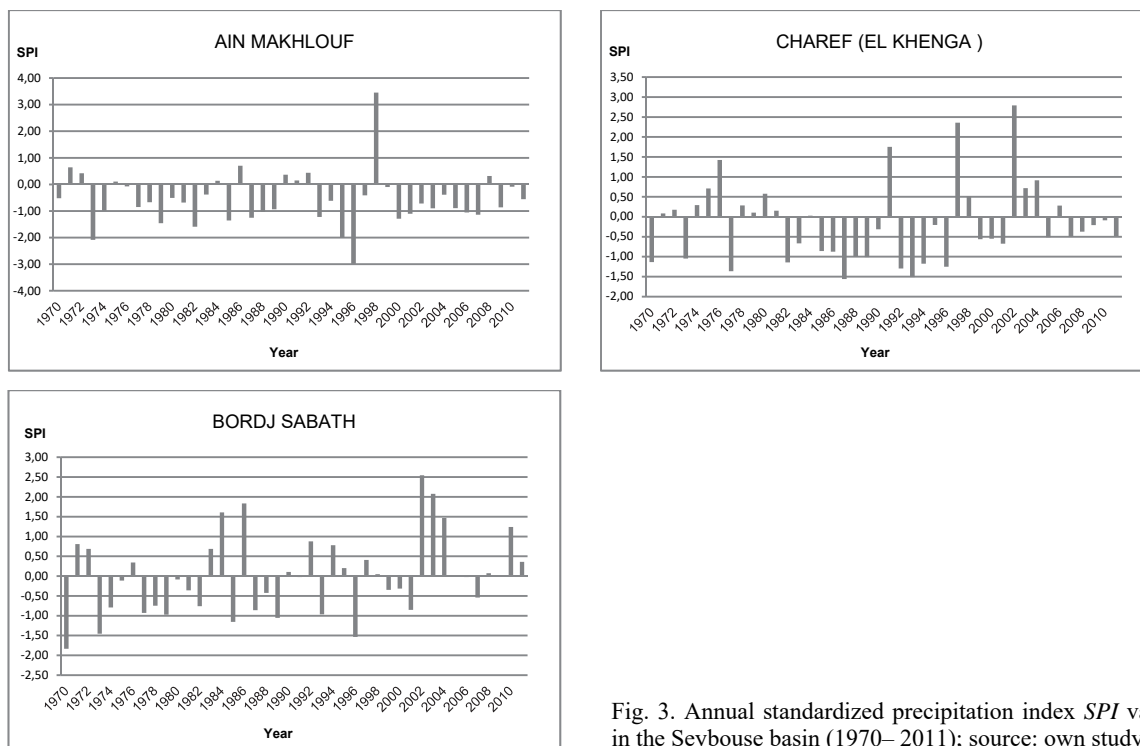 AIN MAKHLOUF
SPI
4,00
3,00
2,00
1,00
0,00
-1,00
-2,00
-3,00
-4,00
1970 1972 1974 1976 1978 1980 1982 1984 1986 1988 1990 1992 1994 1996 1998 2000 2002 2004 2006 2008 2010
Year
CHAREF (EL KHENGA )
SPI
3,50
3,00
2,50
2,00
1,50
1,00
0,50
0,00
-0,50
-1,00
-1,50
-2,00
1970 1972 1974 1976 1978 1980 1982 1984 1986 1988 1990 1992 1994 1996 1998 2000 2002 2004 2006 2008 2010
Year
BORDJ SABATH
SPI
3,00
2,50
2,00
1,50
1,00
0,50
0,00
-0,50
-1,00
-1,50
-2,00
-2,50
1970 1972 1974 1976 1978 1980 1982 1984 1986 1988 1990 1992 1994 1996 1998 2000 2002 2004 2006 2008 2010
Year
Fig. 3. Annual standardized precipitation index SPI va
in the Seybouse basin (1970– 2011); source: own study